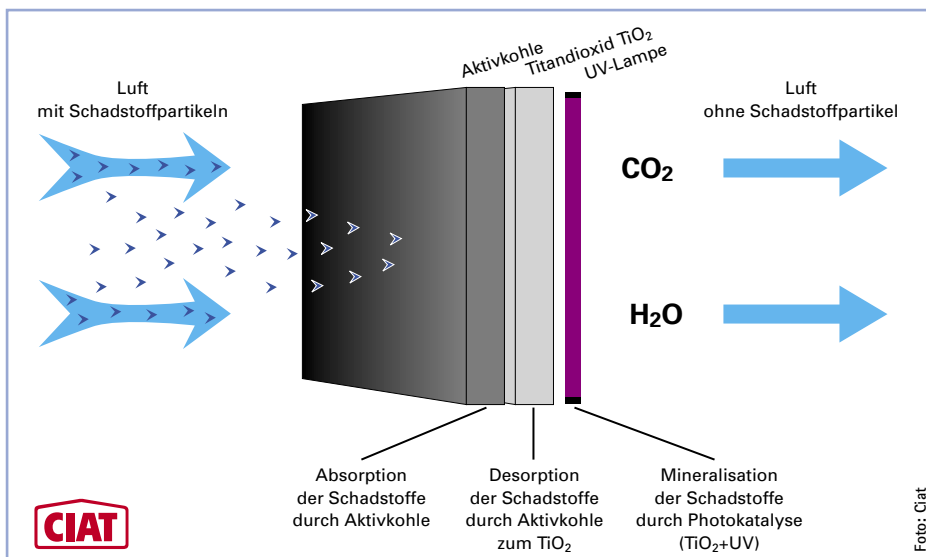 Aktivkohle
Titandioxid TiO₂
UV-Lampe
Luft
mit Schadstoffpartikeln
Luft
ohne Schadstoffpartikel
CO₂
H₂O
Absorption
der Schadstoffe
durch Aktivkohle
Desorption
der Schadstoffe
durch Aktivkohle
zum TiO₂
Mineralisation
der Schadstoffe
durch Photokatalyse
(TiO₂+UV)
CIAT
Foto: Ciat